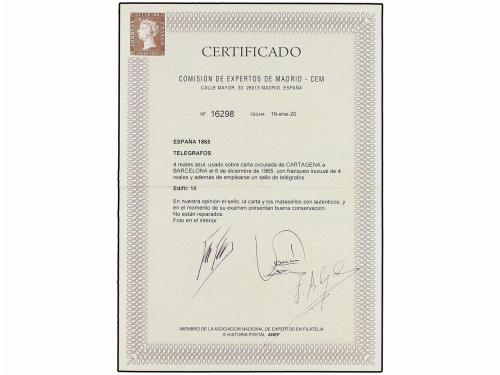 CERTIFICADO
COMISION DE EXPERTOS DE MADRID - CEM
CALLE MAYOR, 30. 28013 MADRID. ESPAÑA
Nº 16298 FECHA 16-ene-20
ESPAÑA 1865
TELEGRAFOS
4 reales azul, usado sobre carta circulada de CARTAGENA a
BARCELONA el 8 de diciembre de 1865, con franqueo inusual de 4
reales y además de emplearse un sello de telégrafos.
Edifil: 10
En nuestra opinión el sello, la carta y los matasellos son auténticos, y
en el momento de su examen presentan buena conservación
No están reparados.
Foto en el interior.
MIEMBRO DE LA ASOCIACION NACIONAL DE EXPERTOS EN FILATELIA
E HISTORIA POSTAL ANEF